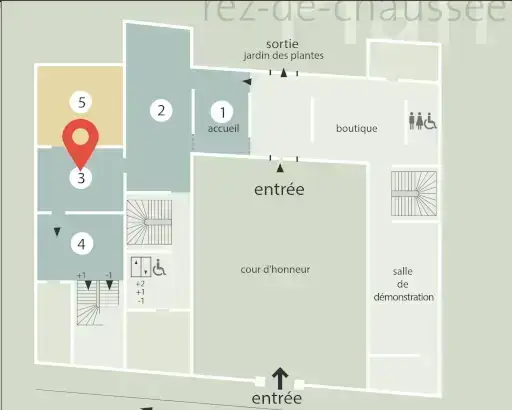 rez-de-chaussée
sortie
jardin des plantes
5
2
1
accueil
boutique
3
entrée
4
cour d'honneur
salle
de
démonstration
+1
-1
+2
+1
-1
entrée